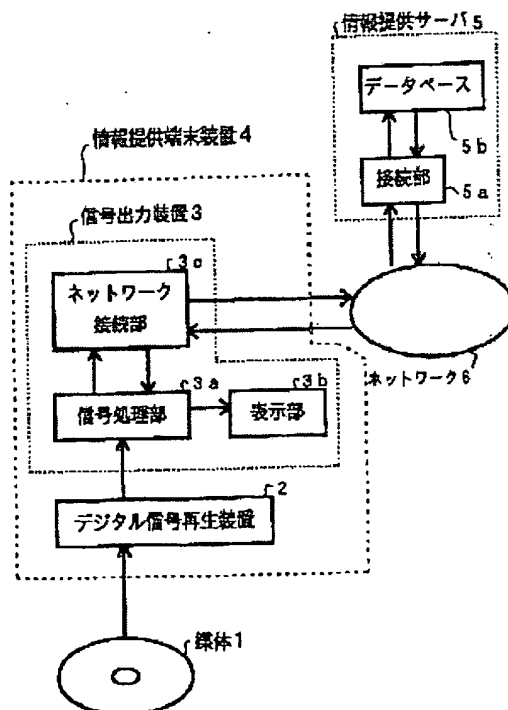 情報提供サーバ5
データベース
5b
接続部
5a
情報提供端末装置4
信号出力装置3
3c
ネットワーク
接続部
ネットワーク6
3a
信号処理部
3b
表示部
2
デジタル信号再生装置
媒体1